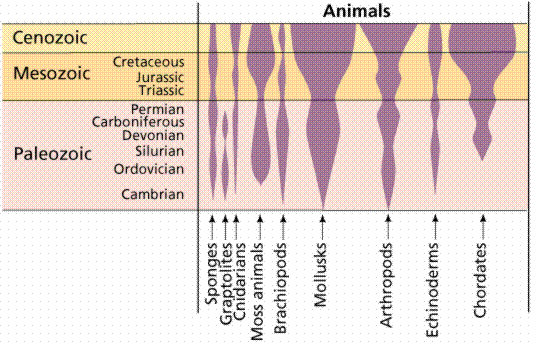 Animals
Cenozoic
Mesozoic
Cretaceous
Jurassic
Triassic
Paleozoic
Permian
Carboniferous
Devonian
Silurian
Ordovician
Cambrian
Sponges
Graptolites
Cnidarians
Moss animals
Brachiopods
Mollusks
Arthropods
Echinoderms
Chordates